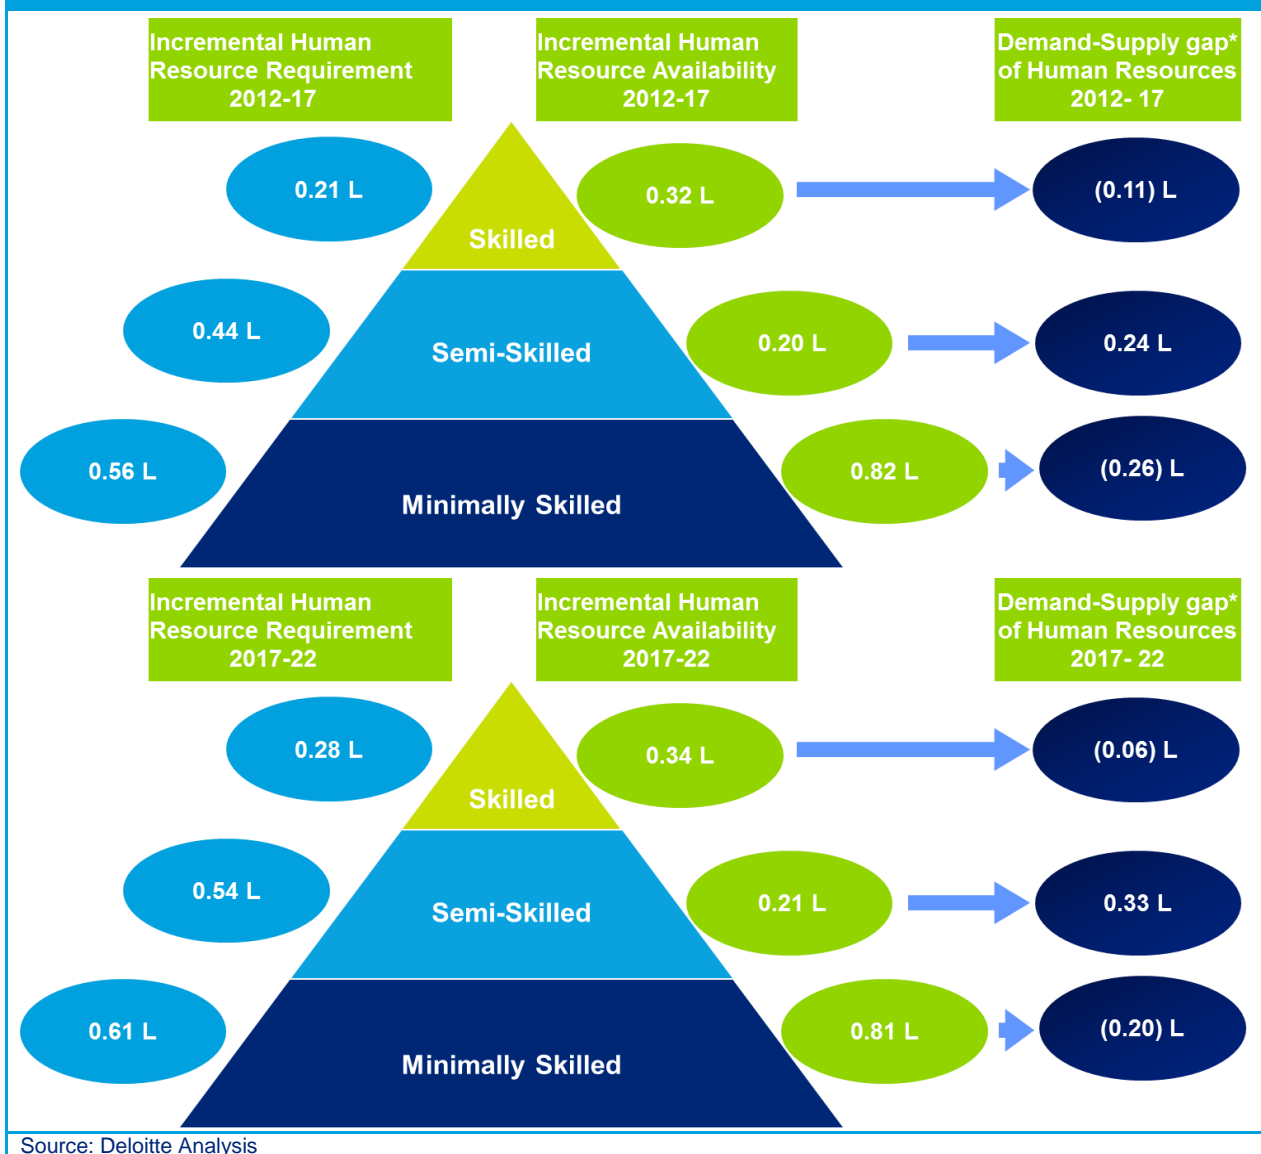 Incremental Human
Resource Requirement
2012-17
Incremental Human
Resource Availability
2012-17
Demand-Supply gap*
of Human Resources
2012- 17
0.21 L
Skilled
0.32 L
(0.11) L
0.44 L
Semi-Skilled
0.20 L
0.24 L
0.56 L
Minimally Skilled
0.82 L
(0.26) L
Incremental Human
Resource Requirement
2017-22
Incremental Human
Resource Availability
2017-22
Demand-Supply gap*
of Human Resources
2017- 22
0.28 L
Skilled
0.34 L
(0.06) L
0.54 L
Semi-Skilled
0.21 L
0.33 L
0.61 L
Minimally Skilled
0.81 L
(0.20) L
Source: Deloitte Analysis